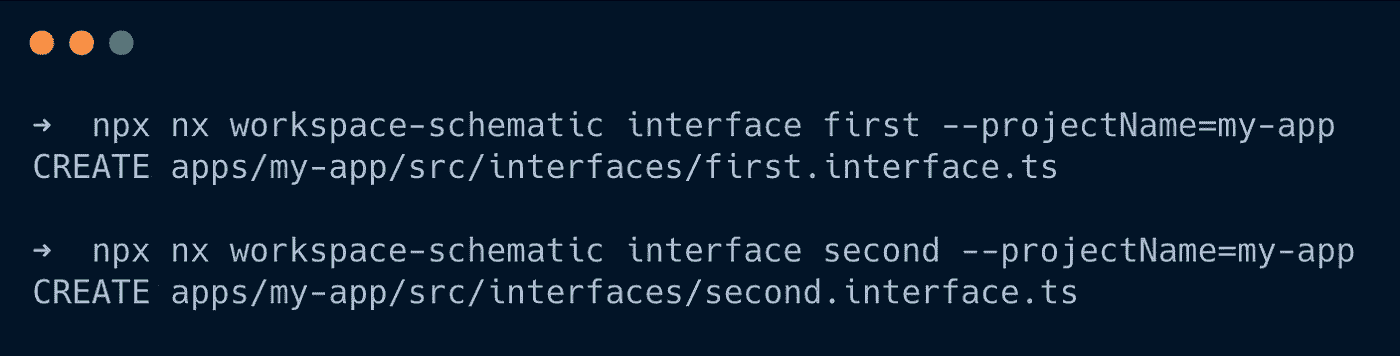 ➜  npx nx workspace-schematic interface first --projectName=my-app
CREATE apps/my-app/src/interfaces/first.interface.ts
➜  npx nx workspace-schematic interface second --projectName=my-app
CREATE apps/my-app/src/interfaces/second.interface.ts